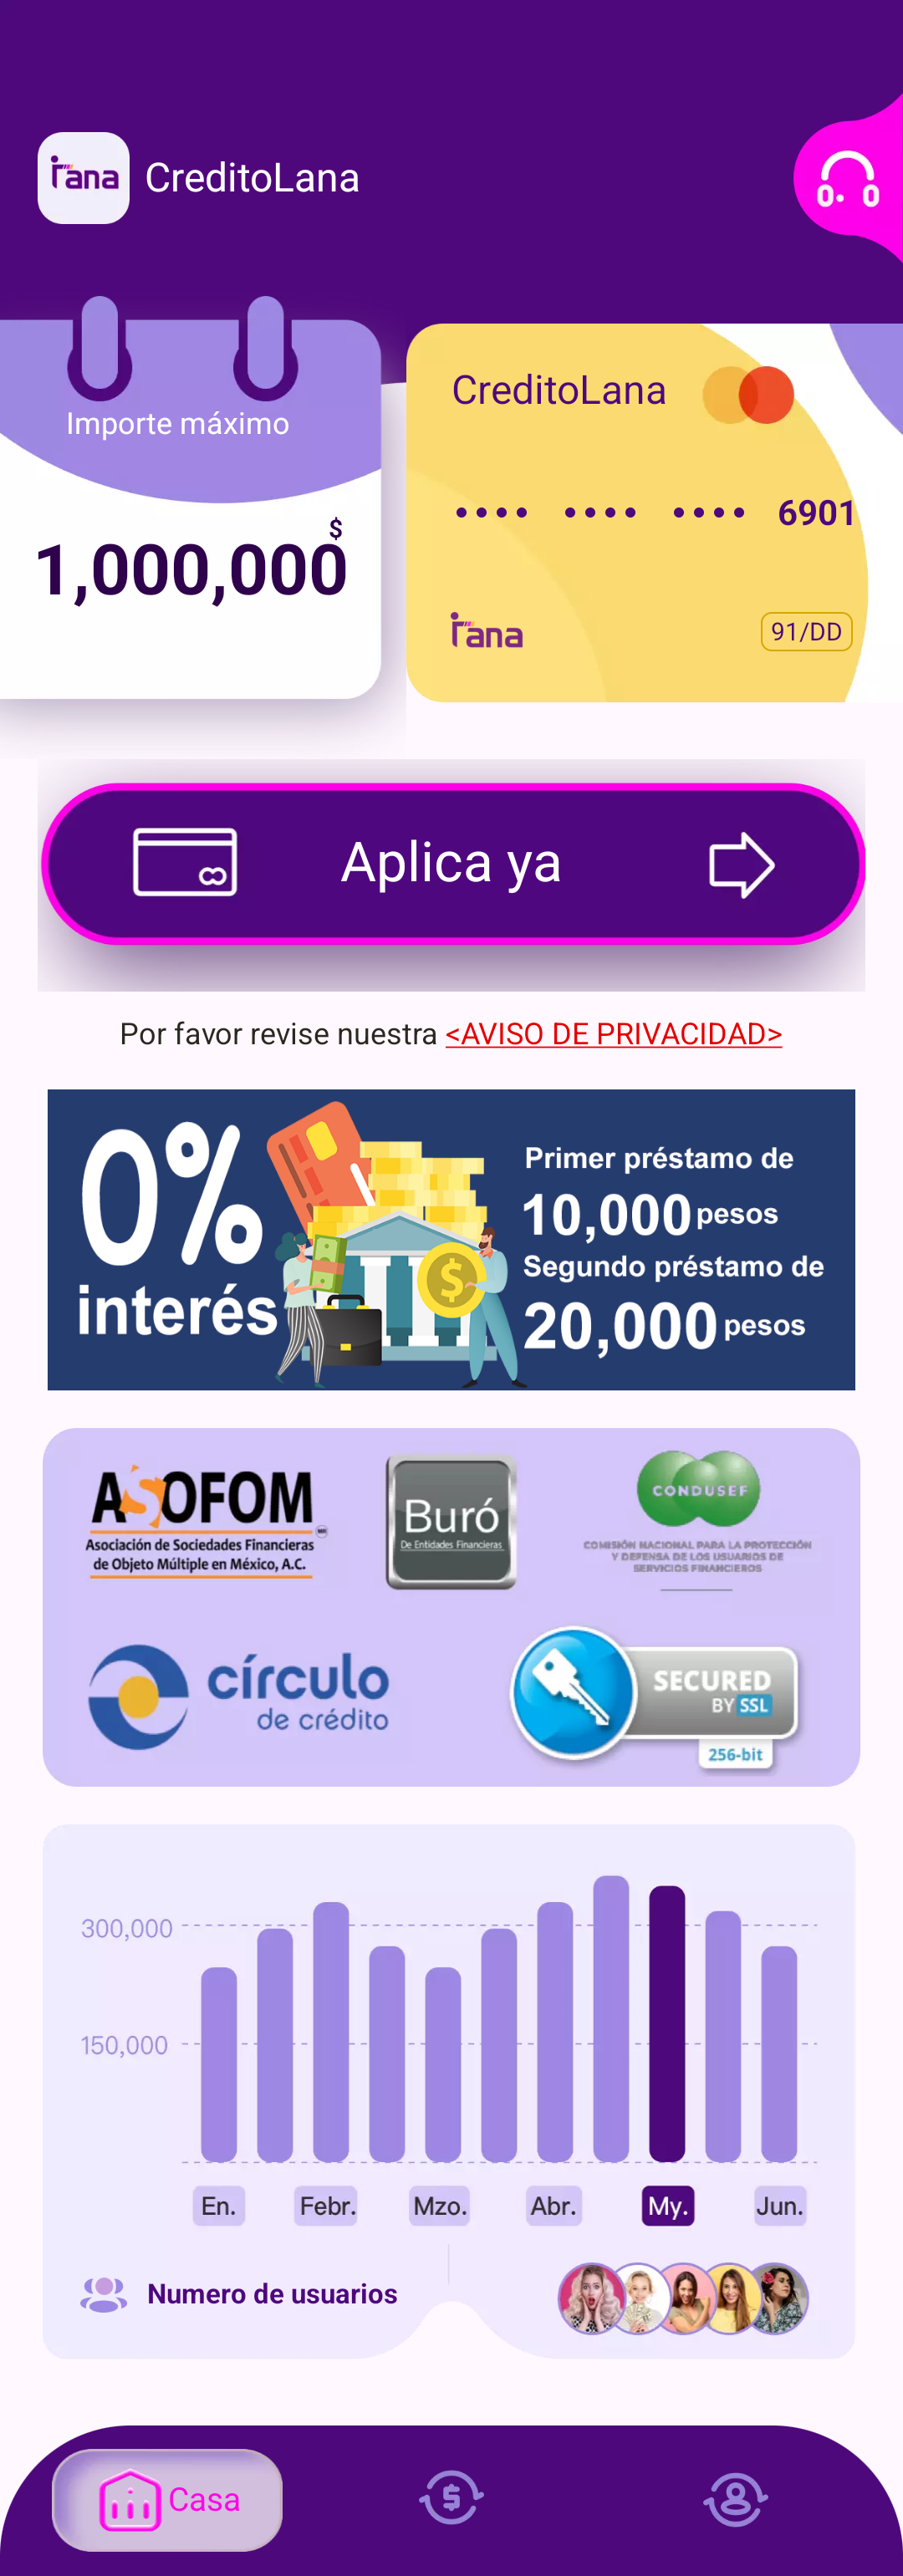 lana
CreditoLana
Importe máximo
$
1,000,000
CreditoLana
•••• •••• •••• 6901
lana
91/DD
Aplica ya
Por favor revise nuestra <AVISO DE PRIVACIDAD>
0%
interés
Primer préstamo de
10,000 pesos
Segundo préstamo de
20,000 pesos
ASOFOM
Asociación de Sociedades Financieras
de Objeto Múltiple en México, A.C.
Buró
De Entidades Financieras
CONDUSEF
COMISIÓN NACIONAL PARA LA PROTECCIÓN
Y DEFENSA DE LOS USUARIOS DE
SERVICIOS FINANCIEROS
círculo
de crédito
SECURED
BY SSL
256-bit
300,000
150,000
En. Febr. Mzo. Abr. My. Jun.
Numero de usuarios
Casa